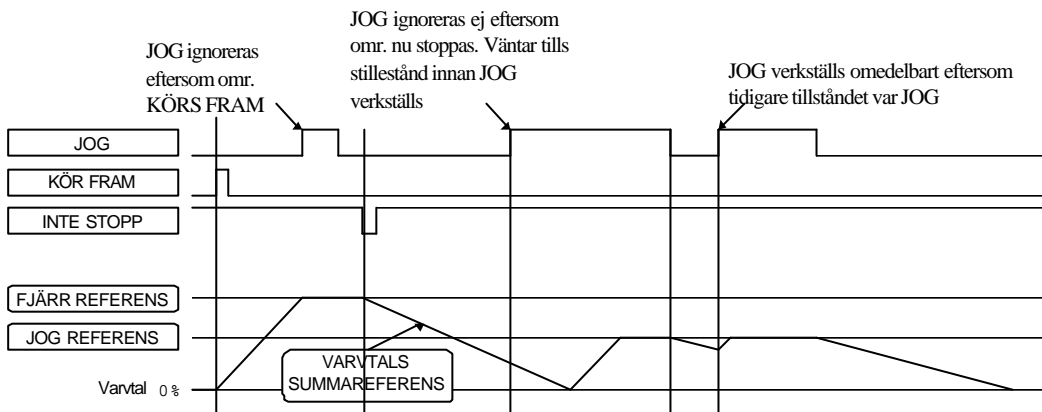 JOG ignoreras
eftersom omr.
KÖRS FRAM
JOG ignoreras ej eftersom
omr. nu stoppas. Väntar tills
stillestånd innan JOG
verkställs
JOG verkställs omedelbart eftersom
tidigare tillståndet var JOG
JOG
KÖR FRAM
INTE STOPP
FJÄRR REFERENS
JOG REFERENS
VARVTALS
SUMMAREFERENS
Varvtal 0 %